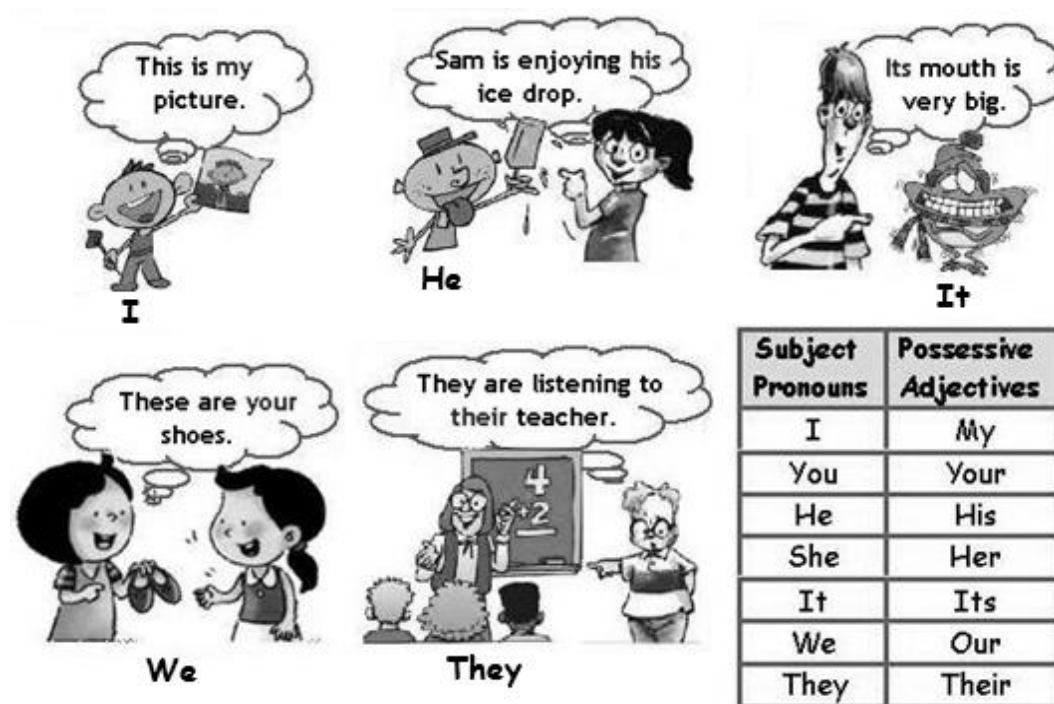 This is my
picture.
I
Sam is enjoying his
ice drop.
He
Its mouth is
very big.
It
These are your
shoes.
We
They are listening to
their teacher.
4
+2
They
Subject Pronouns Possessive Adjectives
I My
You Your
He His
She Her
It Its
We Our
They Their